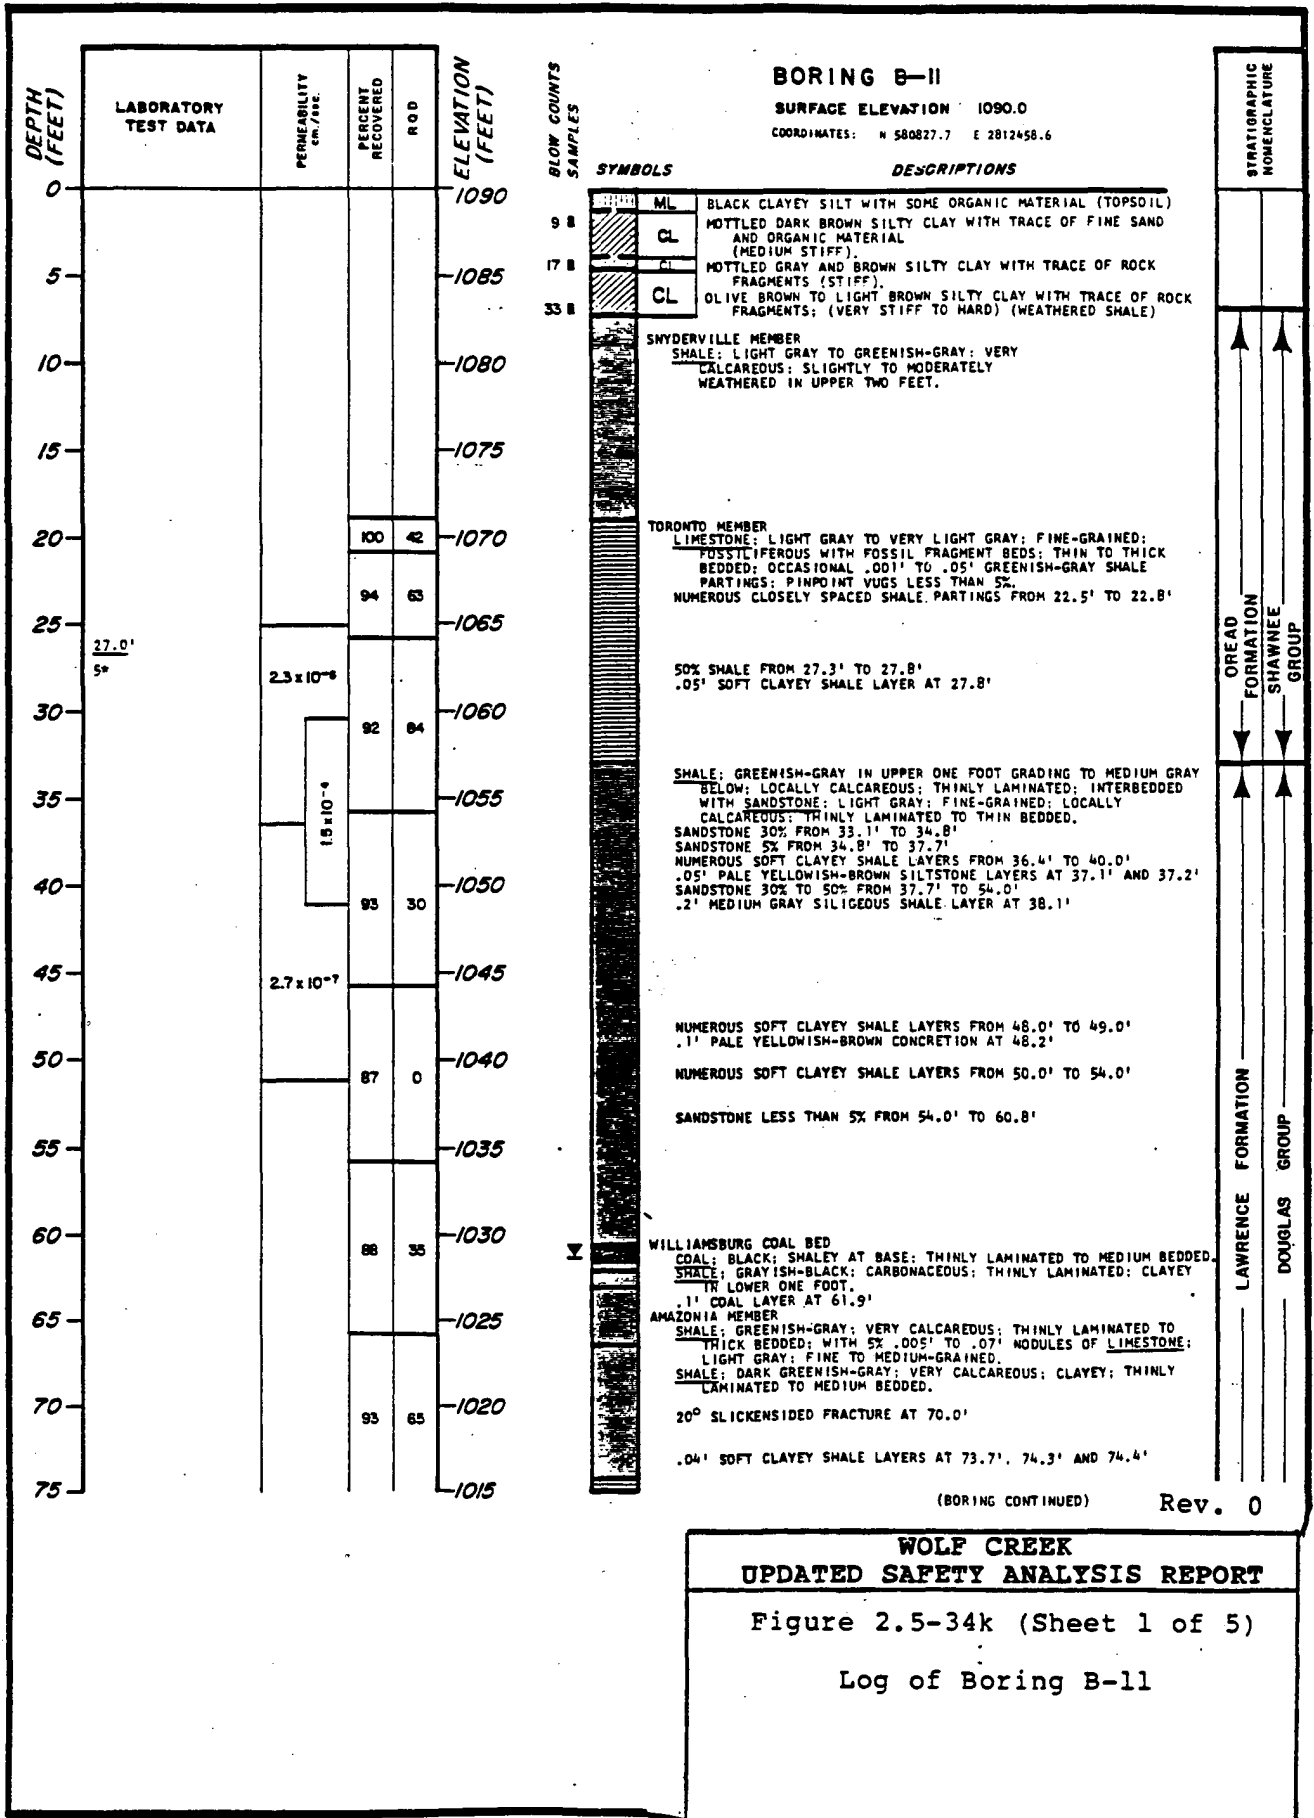 BORING B-11
SURFACE ELEVATION 1090.0
COORDINATES: N 580827.7 E 2812458.6
DEPTH
(FEET)
LABORATORY
TEST DATA
PERMEABILITY
cm./sec.
PERCENT
RECOVERED
RQD
ELEVATION
(FEET)
BLOW COUNTS
SAMPLES
SYMBOLS
DESCRIPTIONS
STRATIGRAPHIC
NOMENCLATURE
0
5
10
15
20
25
30
35
40
45
50
55
60
65
70
75
27.0'
5*
2.3 x 10⁻⁶
1.5 x 10⁻⁴
2.7 x 10⁻⁷
100 42
94 63
92 84
93 30
87 0
88 35
93 65
1090
1085
1080
1075
1070
1065
1060
1055
1050
1045
1040
1035
1030
1025
1020
1015
9
17
33
ML
CL
CL
CL
BLACK CLAYEY SILT WITH SOME ORGANIC MATERIAL (TOPSOIL)
MOTTLED DARK BROWN SILTY CLAY WITH TRACE OF FINE SAND
AND ORGANIC MATERIAL
(MEDIUM STIFF).
MOTTLED GRAY AND BROWN SILTY CLAY WITH TRACE OF ROCK
FRAGMENTS (STIFF).
OLIVE BROWN TO LIGHT BROWN SILTY CLAY WITH TRACE OF ROCK
FRAGMENTS; (VERY STIFF TO HARD) (WEATHERED SHALE)
SNYDERVILLE MEMBER
SHALE; LIGHT GRAY TO GREENISH-GRAY; VERY
CALCAREOUS; SLIGHTLY TO MODERATELY
WEATHERED IN UPPER TWO FEET.
TORONTO MEMBER
LIMESTONE; LIGHT GRAY TO VERY LIGHT GRAY; FINE-GRAINED;
FOSSILIFEROUS WITH FOSSIL FRAGMENT BEDS; THIN TO THICK
BEDDED; OCCASIONAL .001' TO .05' GREENISH-GRAY SHALE
PARTINGS; PINPOINT VUGS LESS THAN 5%.
NUMEROUS CLOSELY SPACED SHALE PARTINGS FROM 22.5' TO 22.8'
50% SHALE FROM 27.3' TO 27.8'
.05' SOFT CLAYEY SHALE LAYER AT 27.8'
SHALE; GREENISH-GRAY IN UPPER ONE FOOT GRADING TO MEDIUM GRAY
BELOW; LOCALLY CALCAREOUS; THINLY LAMINATED; INTERBEDDED
WITH SANDSTONE; LIGHT GRAY; FINE-GRAINED; LOCALLY
CALCAREOUS; THINLY LAMINATED TO THIN BEDDED.
SANDSTONE 30% FROM 33.1' TO 34.8'
SANDSTONE 5% FROM 34.8' TO 37.7'
NUMEROUS SOFT CLAYEY SHALE LAYERS FROM 36.4' TO 40.0'
.05' PALE YELLOWISH-BROWN SILTSTONE LAYERS AT 37.1' AND 37.2'
SANDSTONE 30% TO 50% FROM 37.7' TO 54.0'
.2' MEDIUM GRAY SILIGEOUS SHALE LAYER AT 38.1'
NUMEROUS SOFT CLAYEY SHALE LAYERS FROM 48.0' TO 49.0'
.1' PALE YELLOWISH-BROWN CONCRETION AT 48.2'
NUMEROUS SOFT CLAYEY SHALE LAYERS FROM 50.0' TO 54.0'
SANDSTONE LESS THAN 5% FROM 54.0' TO 60.8'
WILLIAMSBURG COAL BED
COAL; BLACK; SHALEY AT BASE; THINLY LAMINATED TO MEDIUM BEDDED.
SHALE; GRAYISH-BLACK; CARBONACEOUS; THINLY LAMINATED; CLAYEY
IN LOWER ONE FOOT.
.1' COAL LAYER AT 61.9'
AMAZONIA MEMBER
SHALE; GREENISH-GRAY; VERY CALCAREOUS; THINLY LAMINATED TO
THICK BEDDED; WITH 5% .005' TO .07' NODULES OF LIMESTONE;
LIGHT GRAY; FINE TO MEDIUM-GRAINED.
SHALE; DARK GREENISH-GRAY; VERY CALCAREOUS; CLAYEY; THINLY
LAMINATED TO MEDIUM BEDDED.
20° SLICKENSIDED FRACTURE AT 70.0'
.04' SOFT CLAYEY SHALE LAYERS AT 73.7', 74.3' AND 74.4'
(BORING CONTINUED)
OREAD
FORMATION
SHAWNEE
GROUP
LAWRENCE FORMATION
DOUGLAS GROUP
Rev. 0
WOLF CREEK
UPDATED SAFETY ANALYSIS REPORT
Figure 2.5-34k (Sheet 1 of 5)
Log of Boring B-11